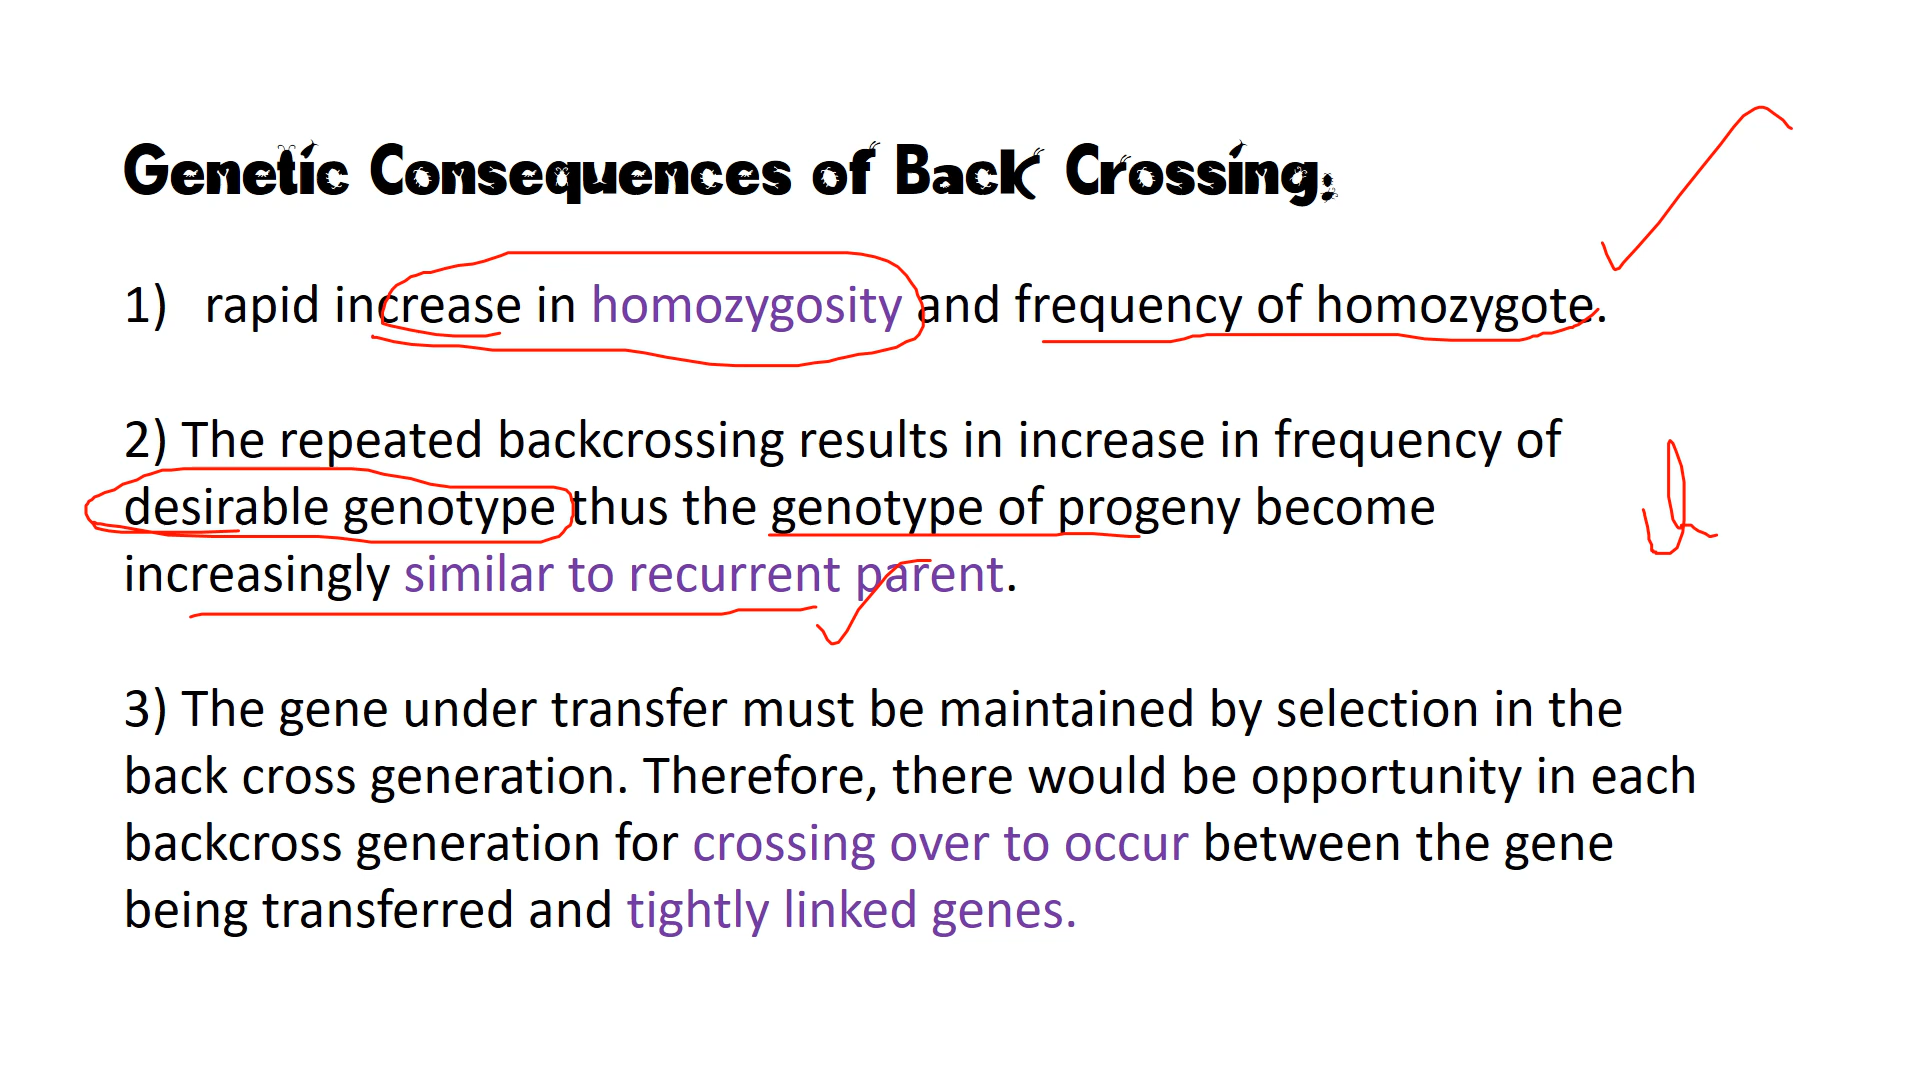 Genetic Consequences of Back Crossing:
1) rapid increase in homozygosity and frequency of homozygote.
2) The repeated backcrossing results in increase in frequency of
desirable genotype thus the genotype of progeny become
increasingly similar to recurrent parent.
3) The gene under transfer must be maintained by selection in the
back cross generation. Therefore, there would be opportunity in each
backcross generation for crossing over to occur between the gene
being transferred and tightly linked genes.